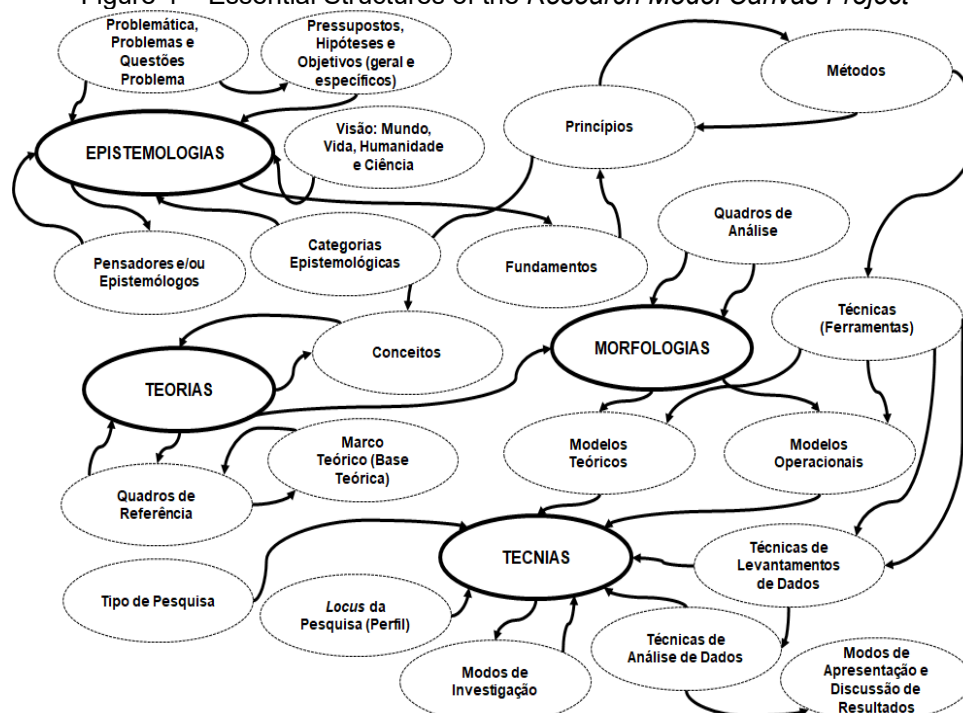 Figure 4 – Essential Structures of the Research Model Canvas Project
Problemática,
Problemas e
Questões
Problema
Pressupostos,
Hipóteses e
Objetivos (geral e
específicos)
Métodos
Princípios
Visão: Mundo,
Vida, Humanidade
e Ciência
EPISTEMOLOGIAS
Quadros de
Análise
Pensadores e/ou
Epistemólogos
Categorias
Epistemológicas
Fundamentos
Técnicas
(Ferramentas)
Conceitos
MORFOLOGIAS
TEORIAS
Marco
Teórico (Base
Teórica)
Modelos
Teóricos
Modelos
Operacionais
Quadros de
Referência
TECNIAS
Técnicas de
Levantamentos
de Dados
Tipo de Pesquisa
Locus da
Pesquisa (Perfil)
Modos de
Investigação
Técnicas de
Análise de Dados
Modos de
Apresentação e
Discussão de
Resultados